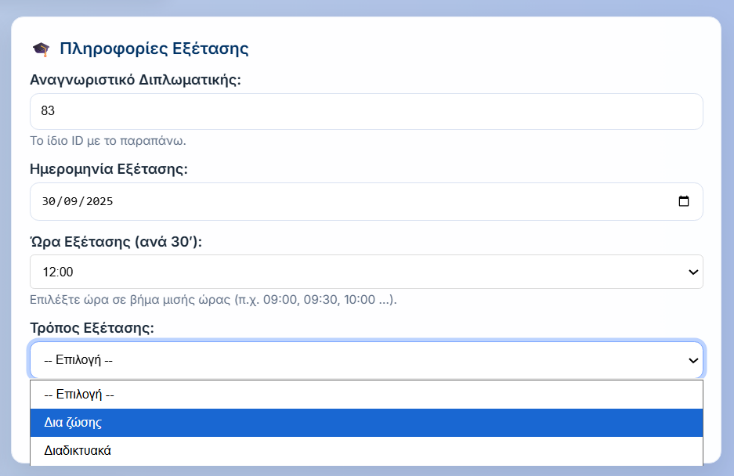 Πληροφορίες Εξέτασης
Αναγνωριστικό Διπλωματικής:
83
Το ίδιο ID με το παραπάνω.
Ημερομηνία Εξέτασης:
30/09/2025
Ώρα Εξέτασης (ανά 30’):
12:00
Επιλέξτε ώρα σε βήμα μισής ώρας (π.χ. 09:00, 09:30, 10:00 ...).
Τρόπος Εξέτασης:
-- Επιλογή --
-- Επιλογή --
Δια ζώσης
Διαδικτυακά